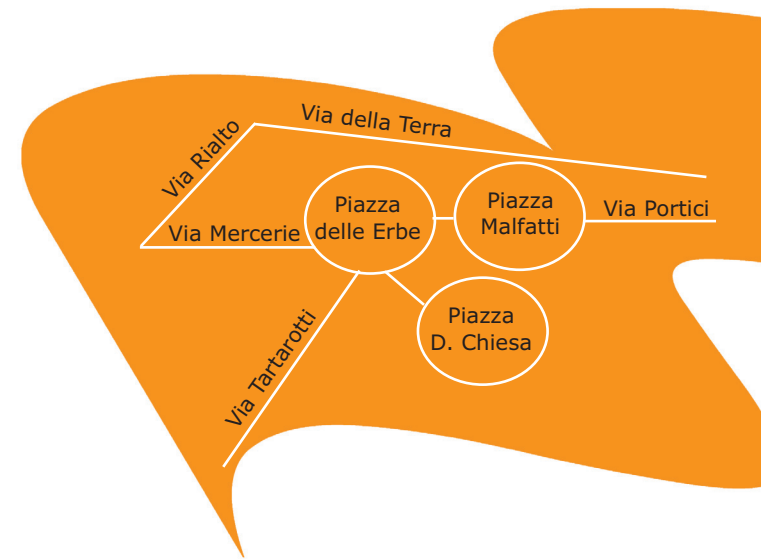 Via della Terra
Via Rialto
Piazza
delle Erbe
Piazza
Malfatti
Via Portici
Via Mercerie
Piazza
D. Chiesa
Via Tartarotti